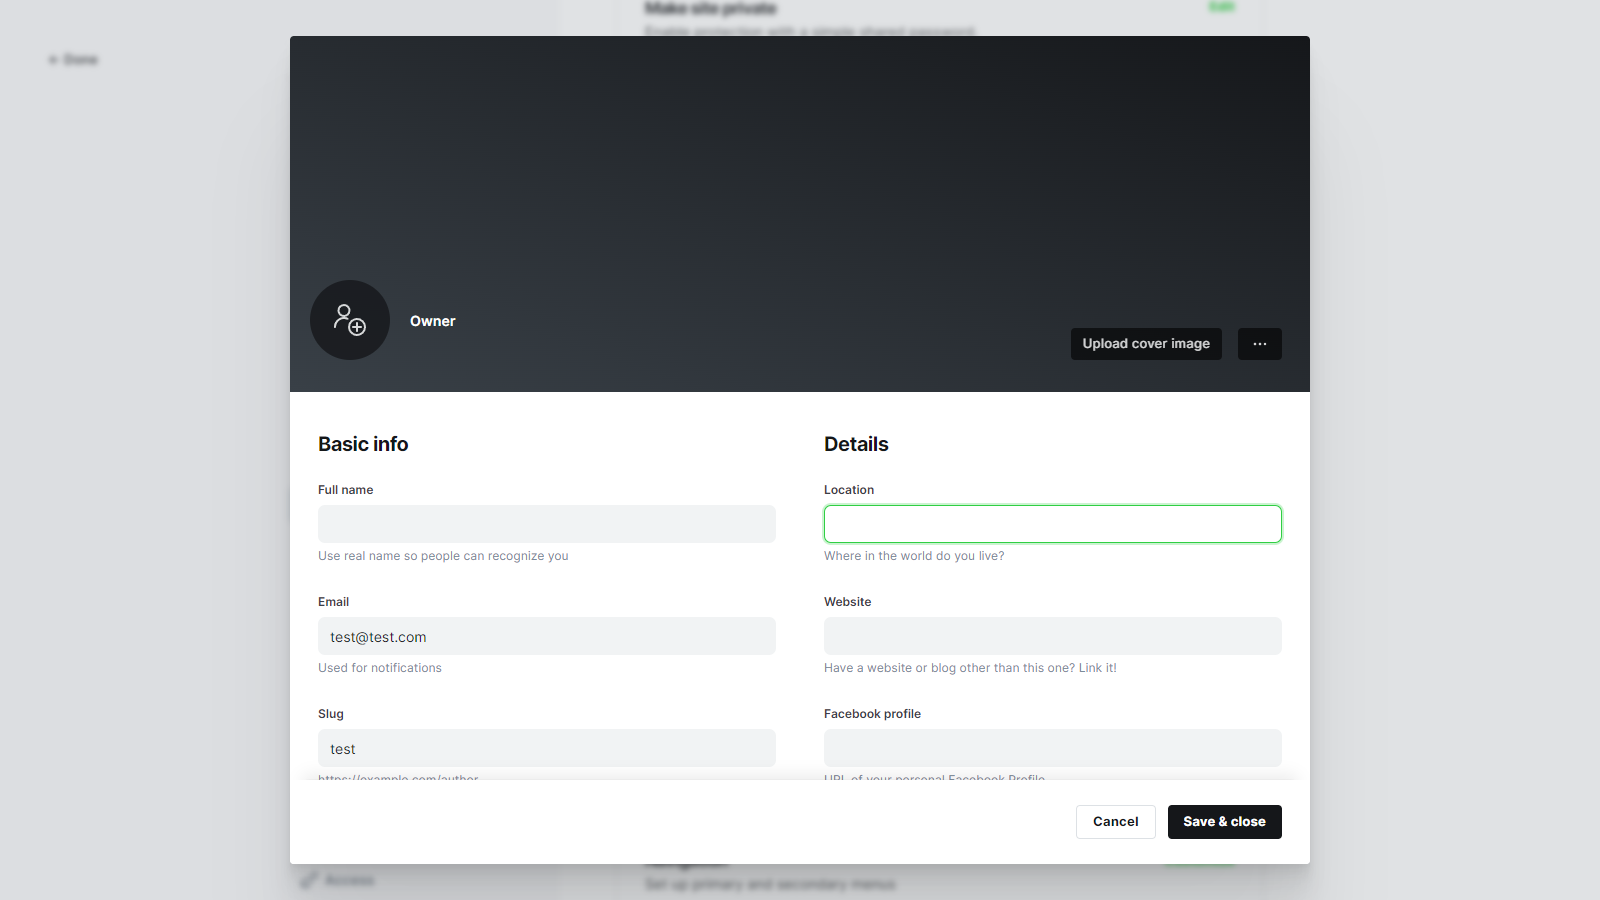 Make site private
Edit
Enable protection with a simple shared password
← Done
Owner
Upload cover image
···
Basic info
Details
Full name
Location
Use real name so people can recognize you
Where in the world do you live?
Email
Website
test@test.com
Used for notifications
Have a website or blog other than this one? Link it!
Slug
Facebook profile
test
https://example.com/author
URL of your personal Facebook Profile
Cancel
Save & close
Navigation
Access
Set up primary and secondary menus